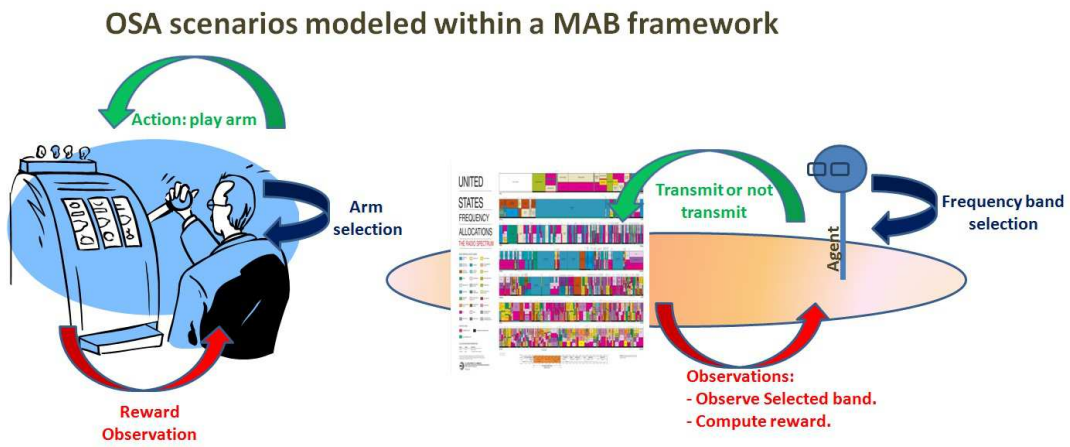 OSA scenarios modeled within a MAB framework
Action: play arm
Arm
selection
Reward
Observation
UNITED
STATES
FREQUENCY
ALLOCATIONS
THE RADIO SPECTRUM
Transmit or not
transmit
Agent
Frequency band
selection
Observations:
- Observe Selected band.
- Compute reward.